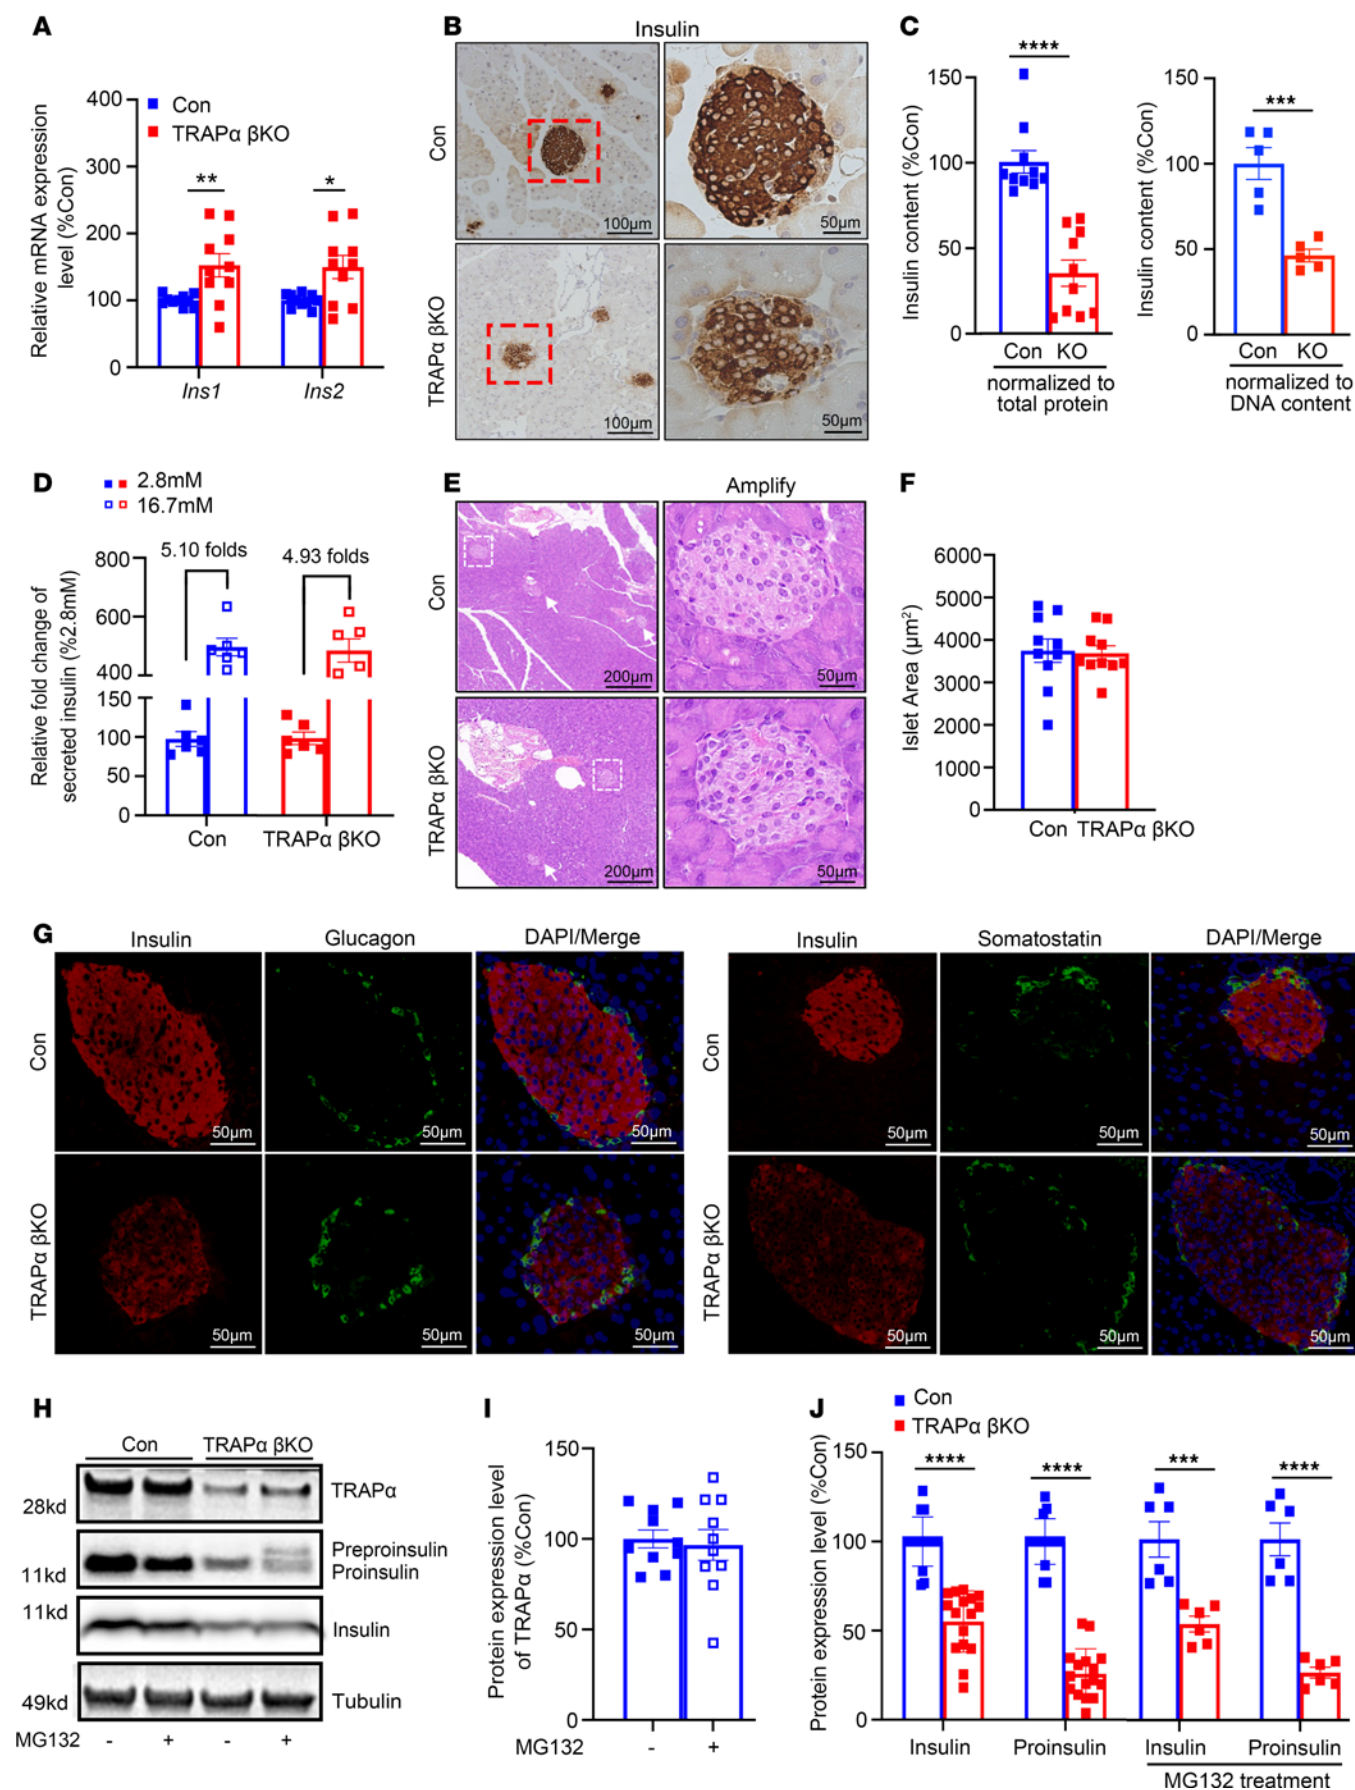 A
Relative mRNA expression
level (%Con)
400
300
200
100
0
Con
TRAPα βKO
**
*
Ins1
Ins2
B
Insulin
Con
TRAPα βKO
100µm
50µm
100µm
50µm
C
Insulin content (%Con)
150
100
50
0
****
Con KO
normalized to
total protein
Insulin content (%Con)
150
100
50
0
***
Con KO
normalized to
DNA content
D
2.8mM
16.7mM
Relative fold change of
secreted insulin (%2.8mM)
800
600
400
150
100
50
0
5.10 folds
4.93 folds
Con
TRAPα βKO
E
Amplify
Con
TRAPα βKO
200µm
50µm
200µm
50µm
F
Islet Area (µm²)
6000
5000
4000
3000
2000
1000
0
Con TRAPα βKO
G
Insulin
Glucagon
DAPI/Merge
Insulin
Somatostatin
DAPI/Merge
Con
50µm
50µm
50µm
Con
50µm
50µm
50µm
TRAPα βKO
50µm
50µm
50µm
TRAPα βKO
50µm
50µm
50µm
H
Con
TRAPα βKO
28kd
TRAPα
11kd
Preproinsulin
Proinsulin
11kd
Insulin
49kd
Tubulin
MG132 - + - +
I
Protein expression level
of TRAPα (%Con)
150
100
50
0
MG132 - +
J
Con
TRAPα βKO
Protein expression level (%Con)
150
100
50
0
****
****
***
****
Insulin
Proinsulin
Insulin
Proinsulin
MG132 treatment